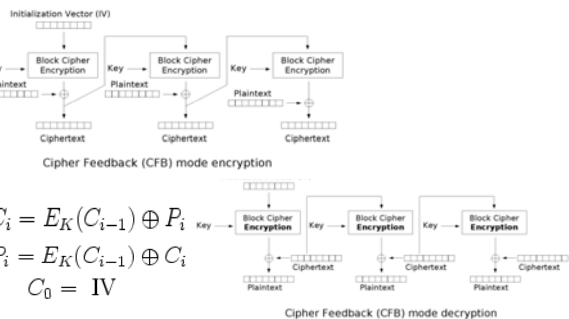 Initialization Vector (IV)
Block Cipher Encryption
Key
Block Cipher Encryption
Key
Block Cipher Encryption
Plaintext
Plaintext
Ciphertext
Ciphertext
Ciphertext
Cipher Feedback (CFB) mode encryption
C_i = E_K(C_{i-1}) ⊕ P_i
P_i = E_K(C_{i-1}) ⊕ C_i
C_0 = IV
Key
Block Cipher Encryption
Key
Block Cipher Encryption
Key
Block Cipher Encryption
Ciphertext
Ciphertext
Ciphertext
Plaintext
Plaintext
Plaintext
Cipher Feedback (CFB) mode decryption